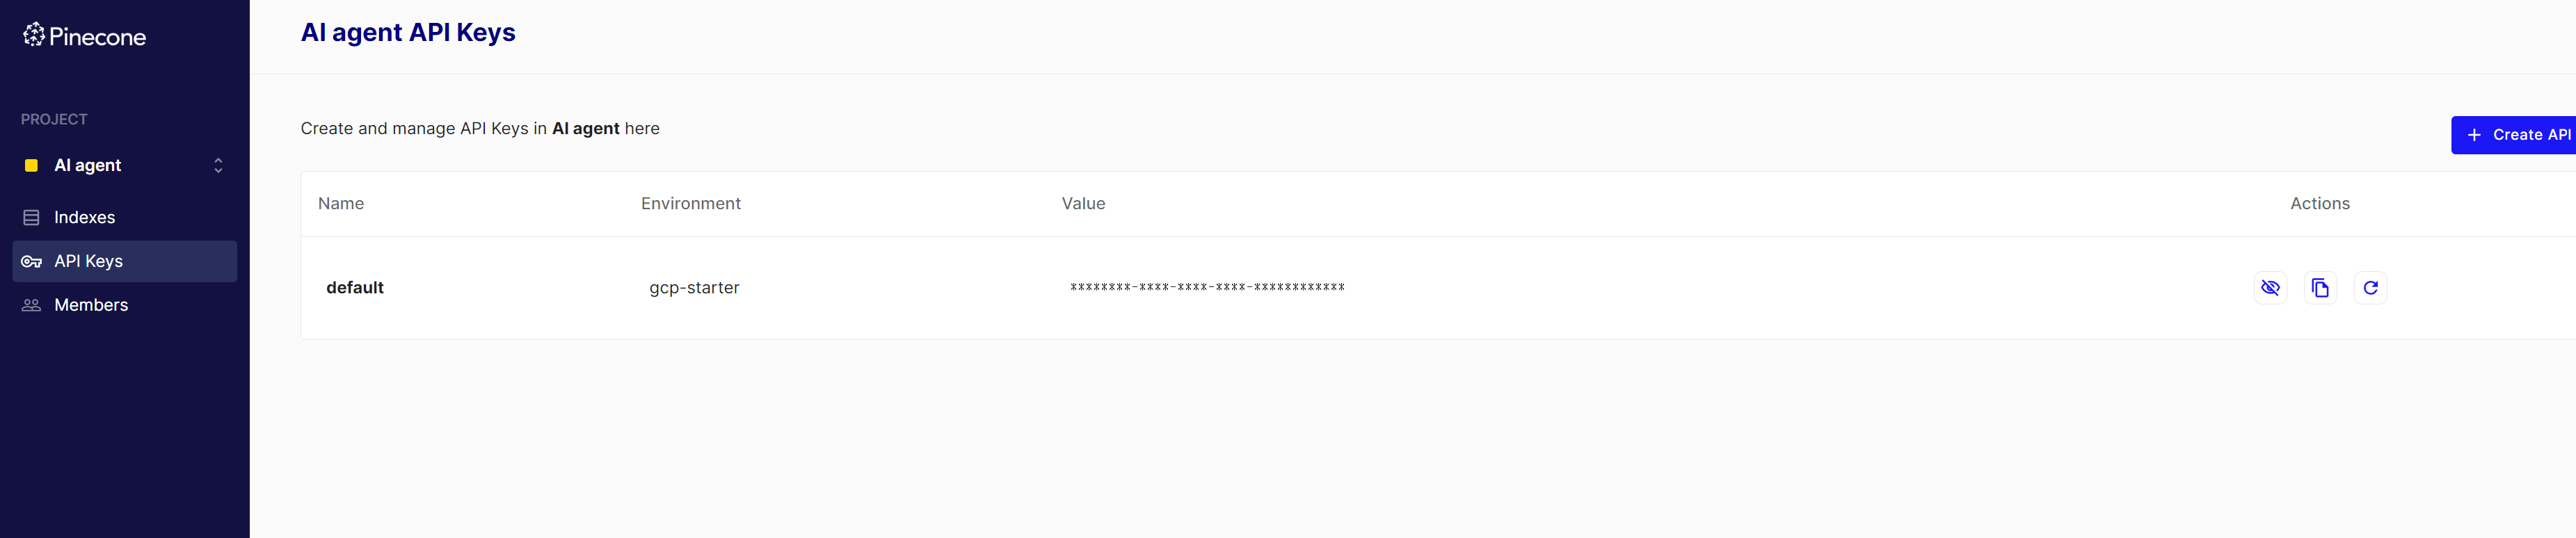 Pinecone
PROJECT
AI agent
Indexes
API Keys
Members
AI agent API Keys
Create and manage API Keys in AI agent here
Create API
Name Environment Value Actions
default gcp-starter ********-****-****-****-************